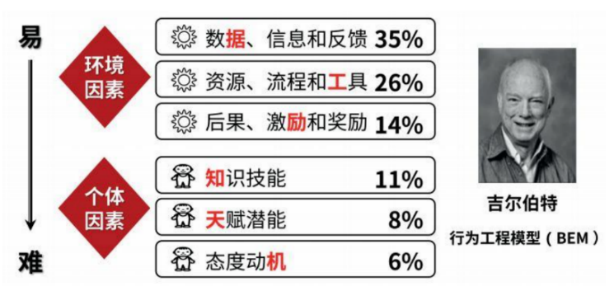 易
环境
因素
数据、信息和反馈 35%
资源、流程和工具 26%
后果、激励和奖励 14%
个体
因素
知识技能 11%
天赋潜能 8%
态度动机 6%
难
吉尔伯特
行为工程模型（BEM）